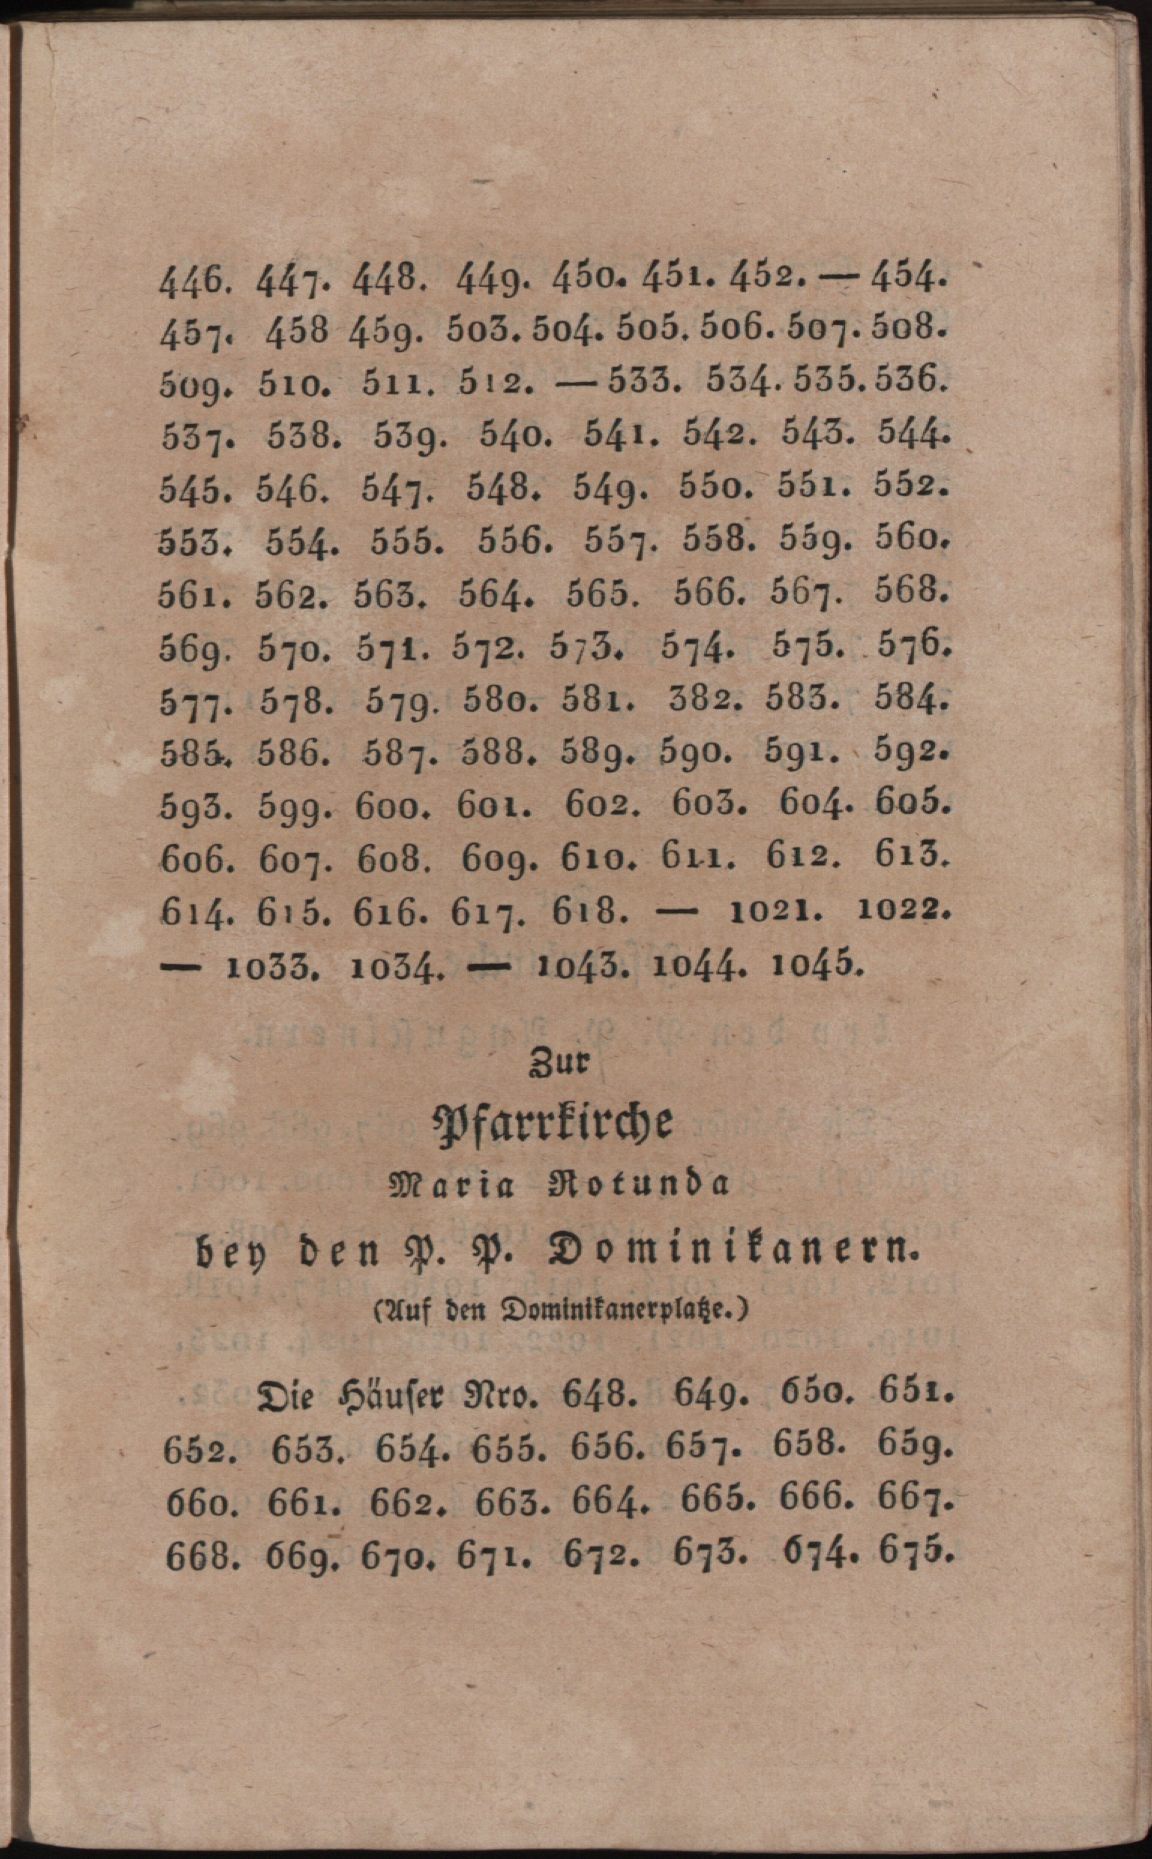 446. 447. 448. 449. 450. 451. 452. — 454.
457. 458 459. 503. 504. 505. 506. 507. 508.
509. 510. 511. 512. — 533. 534. 535. 536.
537. 538. 539. 540. 541. 542. 543. 544.
545. 546. 547. 548. 549. 550. 551. 552.
553. 554. 555. 556. 557. 558. 559. 560.
561. 562. 563. 564. 565. 566. 567. 568.
569. 570. 571. 572. 573. 574. 575. 576.
577. 578. 579. 580. 581. 382. 583. 584.
585. 586. 587. 588. 589. 590. 591. 592.
593. 599. 600. 601. 602. 603. 604. 605.
606. 607. 608. 609. 610. 611. 612. 613.
614. 615. 616. 617. 618. — 1021. 1022.
— 1033. 1034. — 1043. 1044. 1045.
Zur
Pfarrkirche
Maria Rotunda
bey den P. P. Dominikanern.
(Auf den Dominikanerplatze.)
Die Häuser Nro. 648. 649. 650. 651.
652. 653. 654. 655. 656. 657. 658. 659.
660. 661. 662. 663. 664. 665. 666. 667.
668. 669. 670. 671. 672. 673. 674. 675.